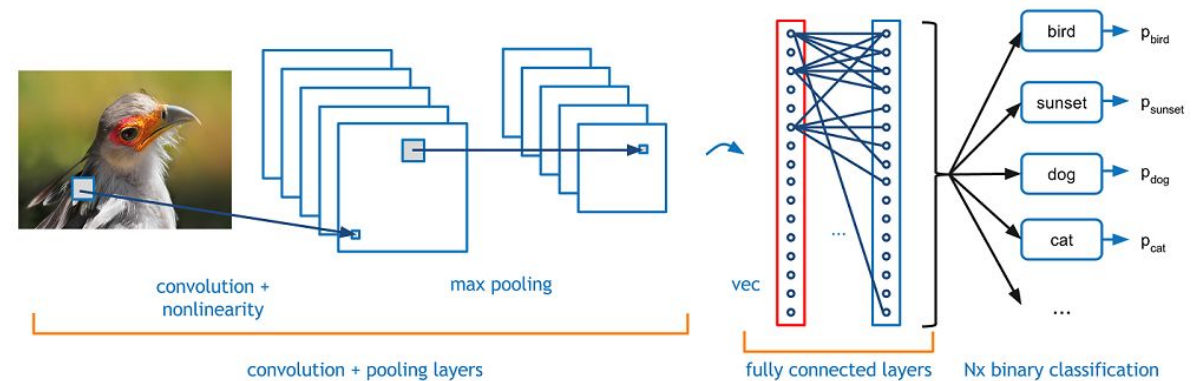 convolution +
nonlinearity
max pooling
convolution + pooling layers
vec
...
fully connected layers
bird
p_bird
sunset
p_sunset
dog
p_dog
cat
p_cat
...
Nx binary classification